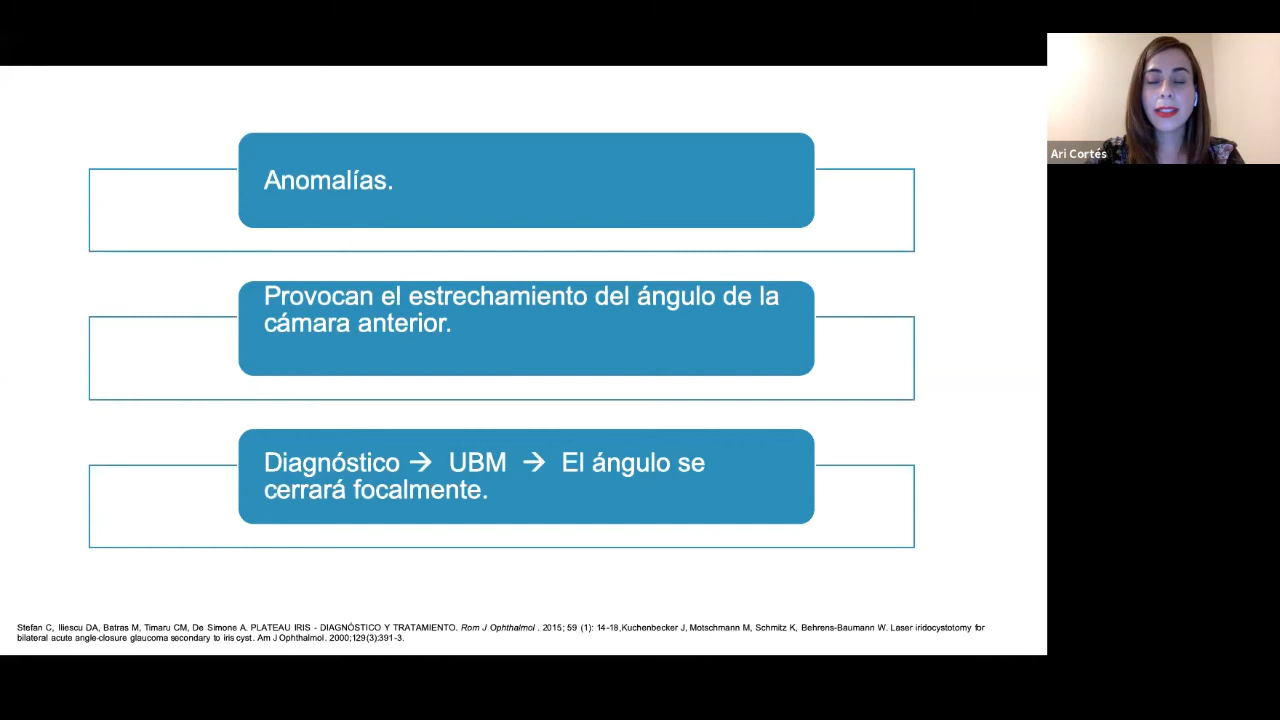 Anomalías.
Provocan el estrechamiento del ángulo de la
cámara anterior.
Diagnóstico → UBM → El ángulo se
cerrará focalmente.
Stefan C, Iliescu DA, Batras M, Timaru CM, De Simone A. PLATEAU IRIS - DIAGNÓSTICO Y TRATAMIENTO. Rom J Ophthalmol . 2015; 59 (1): 14-18,Kuchenbecker J, Motschmann M, Schmitz K, Behrens-Baumann W. Laser iridocystotomy for
bilateral acute angle-closure glaucoma secondary to iris cyst. Am J Ophthalmol. 2000;129(3):391-3.
Ari Cortés